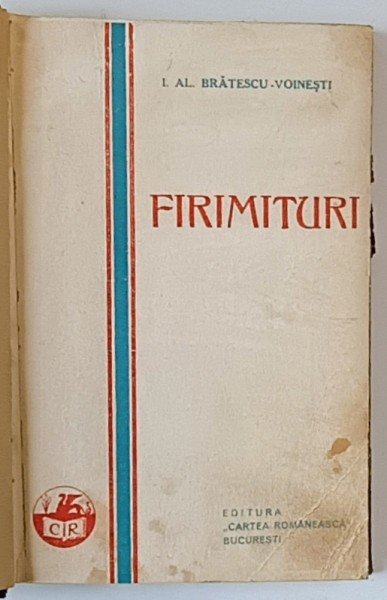 I. AL. BRĂTESCU-VOINEȘTI
FIRIMITURI
CR
EDITURA
„CARTEA ROMÂNEASCĂ"
BUCUREȘTI